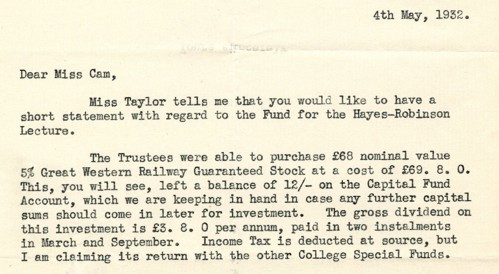 4th May, 1932.
Dear Miss Cam,
Miss Taylor tells me that you would like to have a
short statement with regard to the Fund for the Hayes-Robinson
Lecture.
The Trustees were able to purchase £68 nominal value
5% Great Western Railway Guaranteed Stock at a cost of £69. 8. 0.
This, you will see, left a balance of 12/- on the Capital Fund
Account, which we are keeping in hand in case any further capital
sums should come in later for investment. The gross dividend on
this investment is £3. 8. 0 per annum, paid in two instalments
in March and September. Income Tax is deducted at source, but
I am claiming its return with the other College Special Funds.